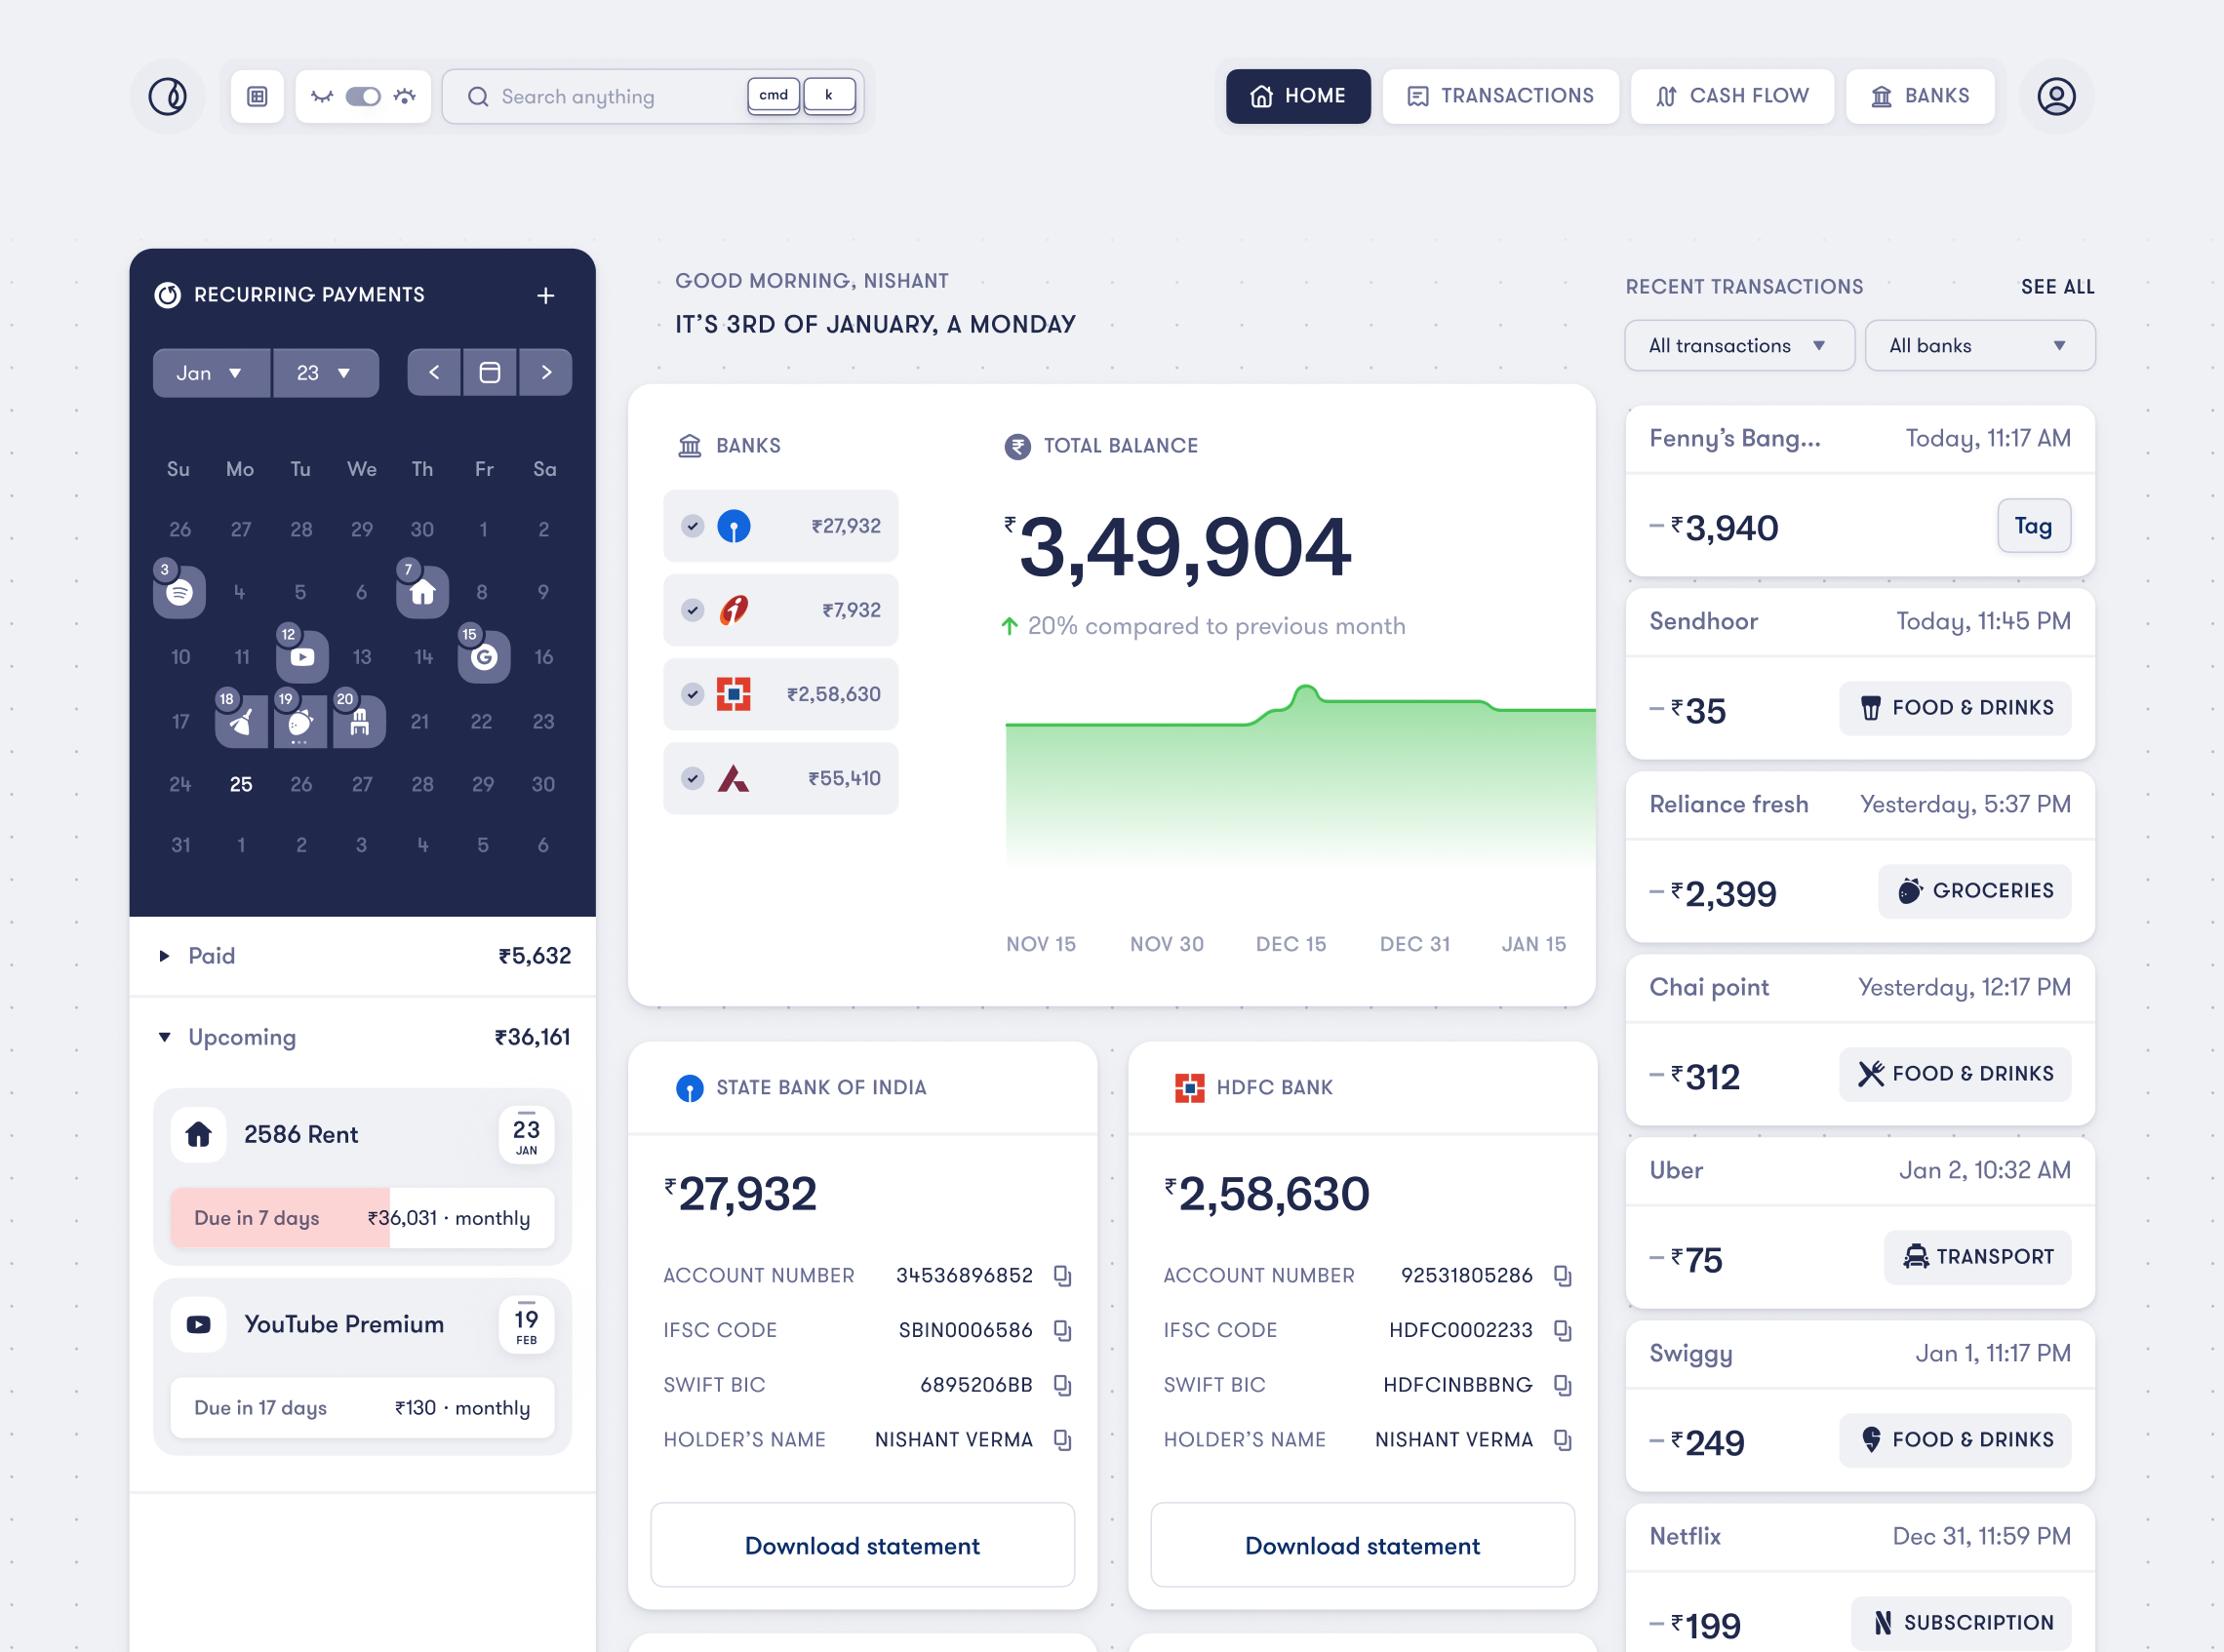 Search anything
cmd
k
HOME
TRANSACTIONS
CASH FLOW
BANKS
RECURRING PAYMENTS
Jan
23
Su Mo Tu We Th Fr Sa
26 27 28 29 30 1 2
3 4 5 6 7 8 9
10 11 12 13 14 15 16
17 18 19 20 21 22 23
24 25 26 27 28 29 30
31 1 2 3 4 5 6
Paid ₹5,632
Upcoming ₹36,161
2586 Rent
23
JAN
Due in 7 days ₹36,031 · monthly
YouTube Premium
19
FEB
Due in 17 days ₹130 · monthly
GOOD MORNING, NISHANT
IT’S 3RD OF JANUARY, A MONDAY
BANKS
₹27,932
₹7,932
₹2,58,630
₹55,410
TOTAL BALANCE
₹3,49,904
20% compared to previous month
NOV 15 NOV 30 DEC 15 DEC 31 JAN 15
STATE BANK OF INDIA
₹27,932
ACCOUNT NUMBER 34536896852
IFSC CODE SBIN0006586
SWIFT BIC 6895206BB
HOLDER’S NAME NISHANT VERMA
Download statement
HDFC BANK
₹2,58,630
ACCOUNT NUMBER 92531805286
IFSC CODE HDFC0002233
SWIFT BIC HDFCINBBBNG
HOLDER’S NAME NISHANT VERMA
Download statement
RECENT TRANSACTIONS SEE ALL
All transactions
All banks
Fenny’s Bang... Today, 11:17 AM
–₹3,940 Tag
Sendhoor Today, 11:45 PM
–₹35 FOOD & DRINKS
Reliance fresh Yesterday, 5:37 PM
–₹2,399 GROCERIES
Chai point Yesterday, 12:17 PM
–₹312 FOOD & DRINKS
Uber Jan 2, 10:32 AM
–₹75 TRANSPORT
Swiggy Jan 1, 11:17 PM
–₹249 FOOD & DRINKS
Netflix Dec 31, 11:59 PM
–₹199 SUBSCRIPTION